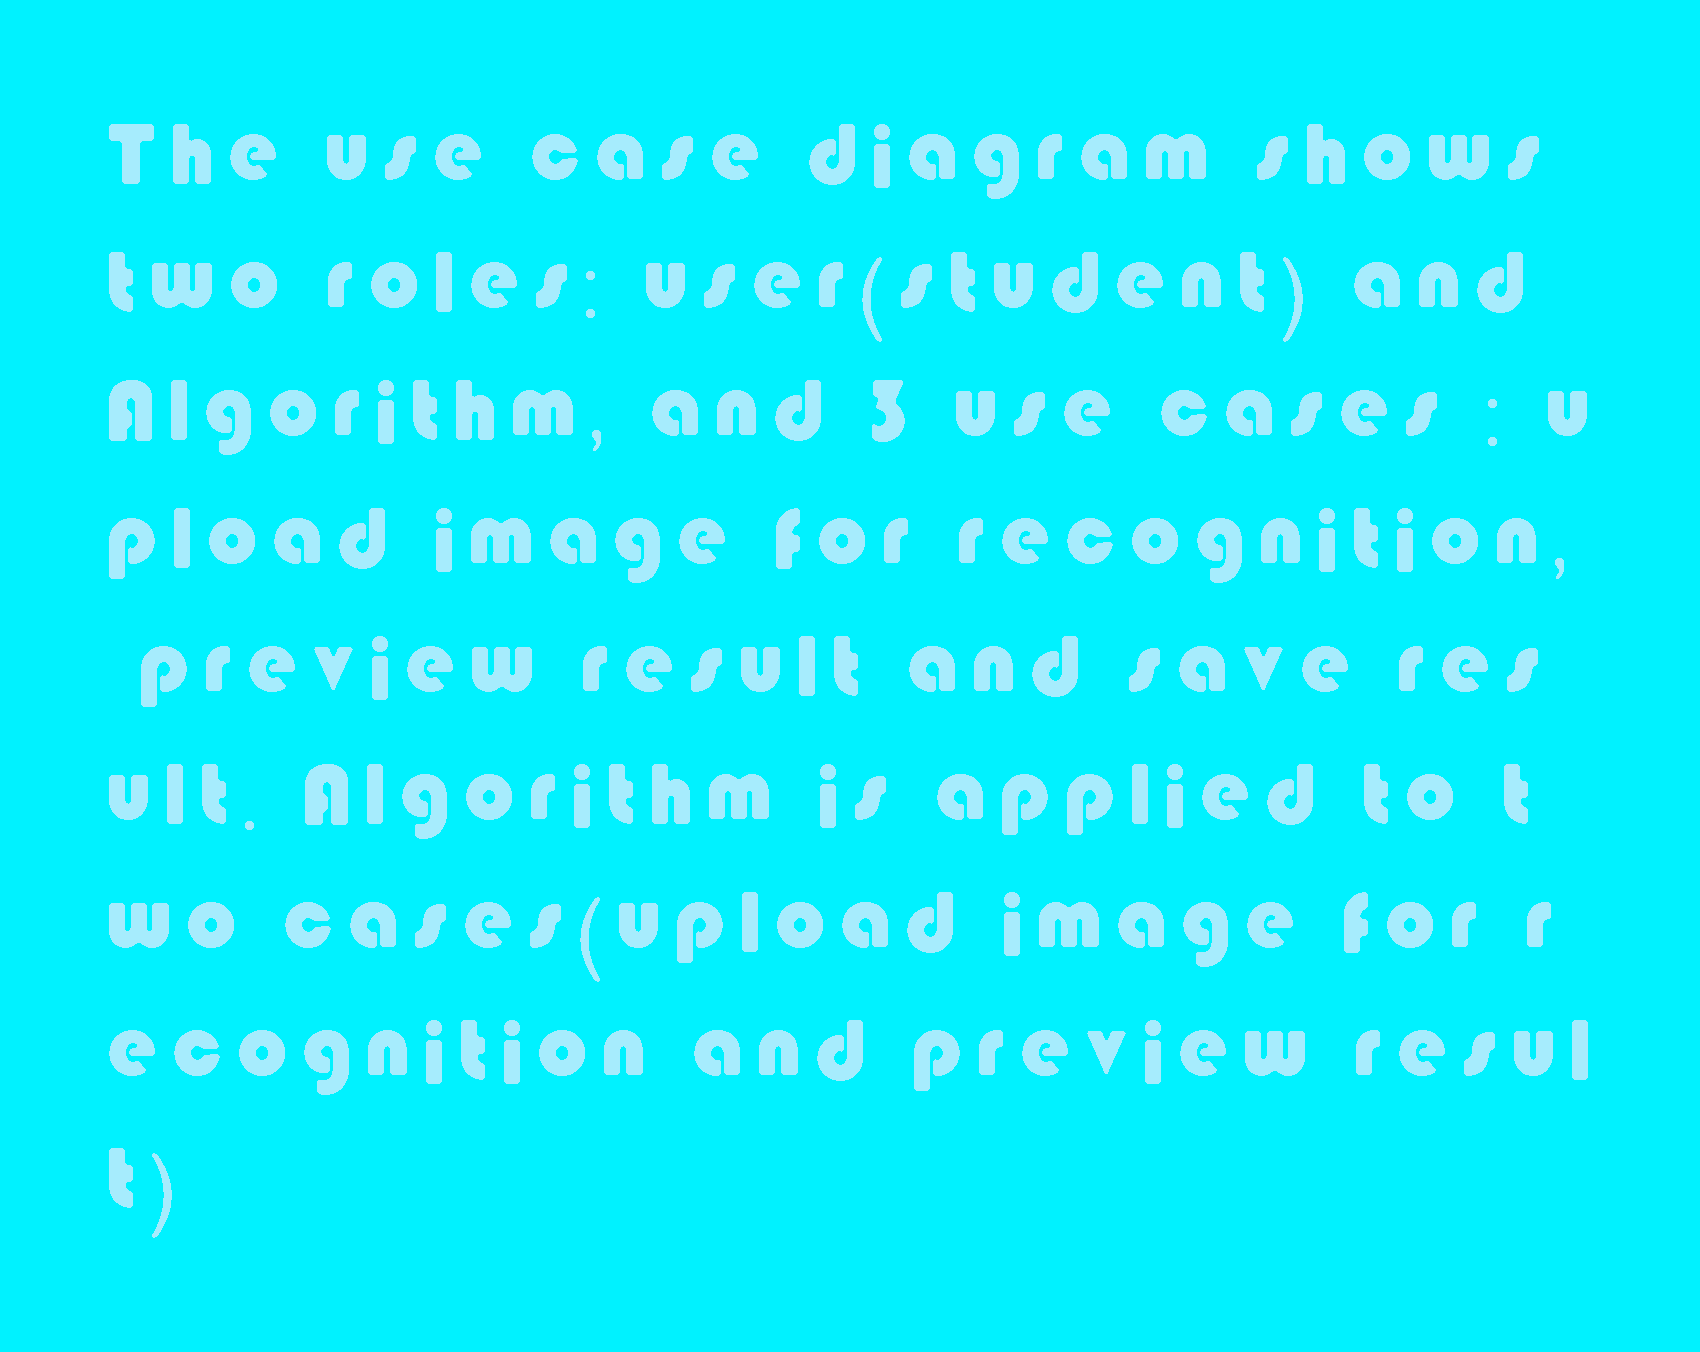 The use case diagram shows
two roles: user(student) and
Algorithm, and 3 use cases : u
pload image for recognition,
preview result and save res
ult. Algorithm is applied to t
wo cases(upload image for r
ecognition and preview resul
t)